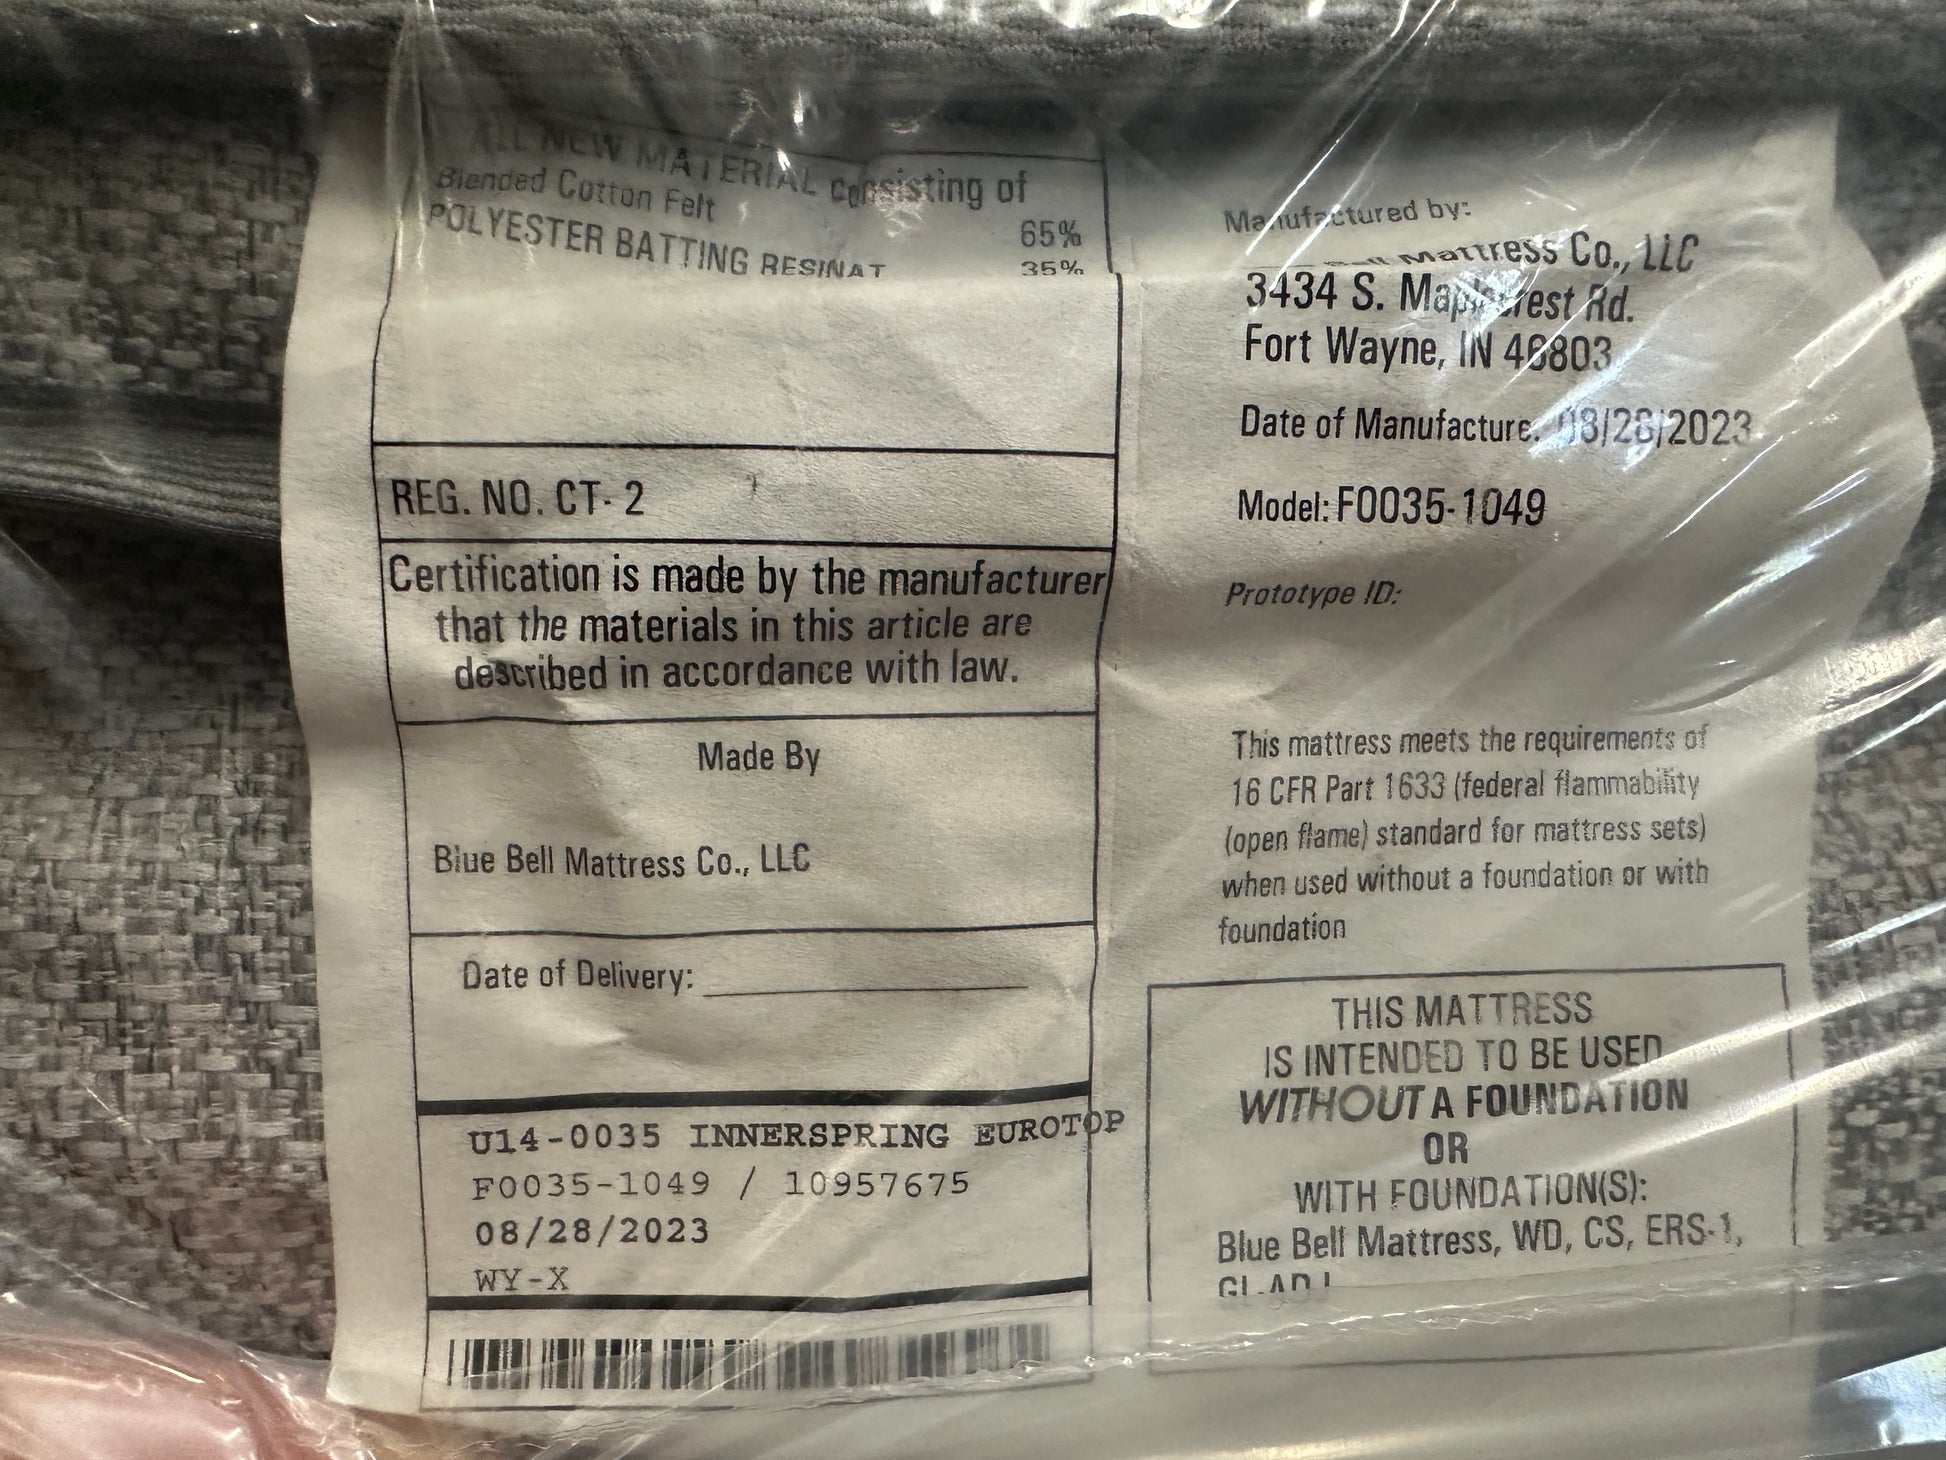 ALL NEW MATERIAL consisting of
Blended Cotton Felt 65%
POLYESTER BATTING RESINAT 35%
REG. NO. CT- 2
Certification is made by the manufacturer
that the materials in this article are
described in accordance with law.
Made By
Blue Bell Mattress Co., LLC
Date of Delivery:
U14-0035 INNERSPRING EUROTOP
F0035-1049 / 10957675
08/28/2023
WY-X
Manufactured by:
Mattress Co., LLC
3434 S. Maplecrest Rd.
Fort Wayne, IN 46803
Date of Manufacture: 08/28/2023
Model: F0035-1049
Prototype ID:
This mattress meets the requirements of
16 CFR Part 1633 (federal flammability
(open flame) standard for mattress sets)
when used without a foundation or with
foundation
THIS MATTRESS
IS INTENDED TO BE USED
WITHOUT A FOUNDATION
OR
WITH FOUNDATION(S):
Blue Bell Mattress, WD, CS, ERS-1,